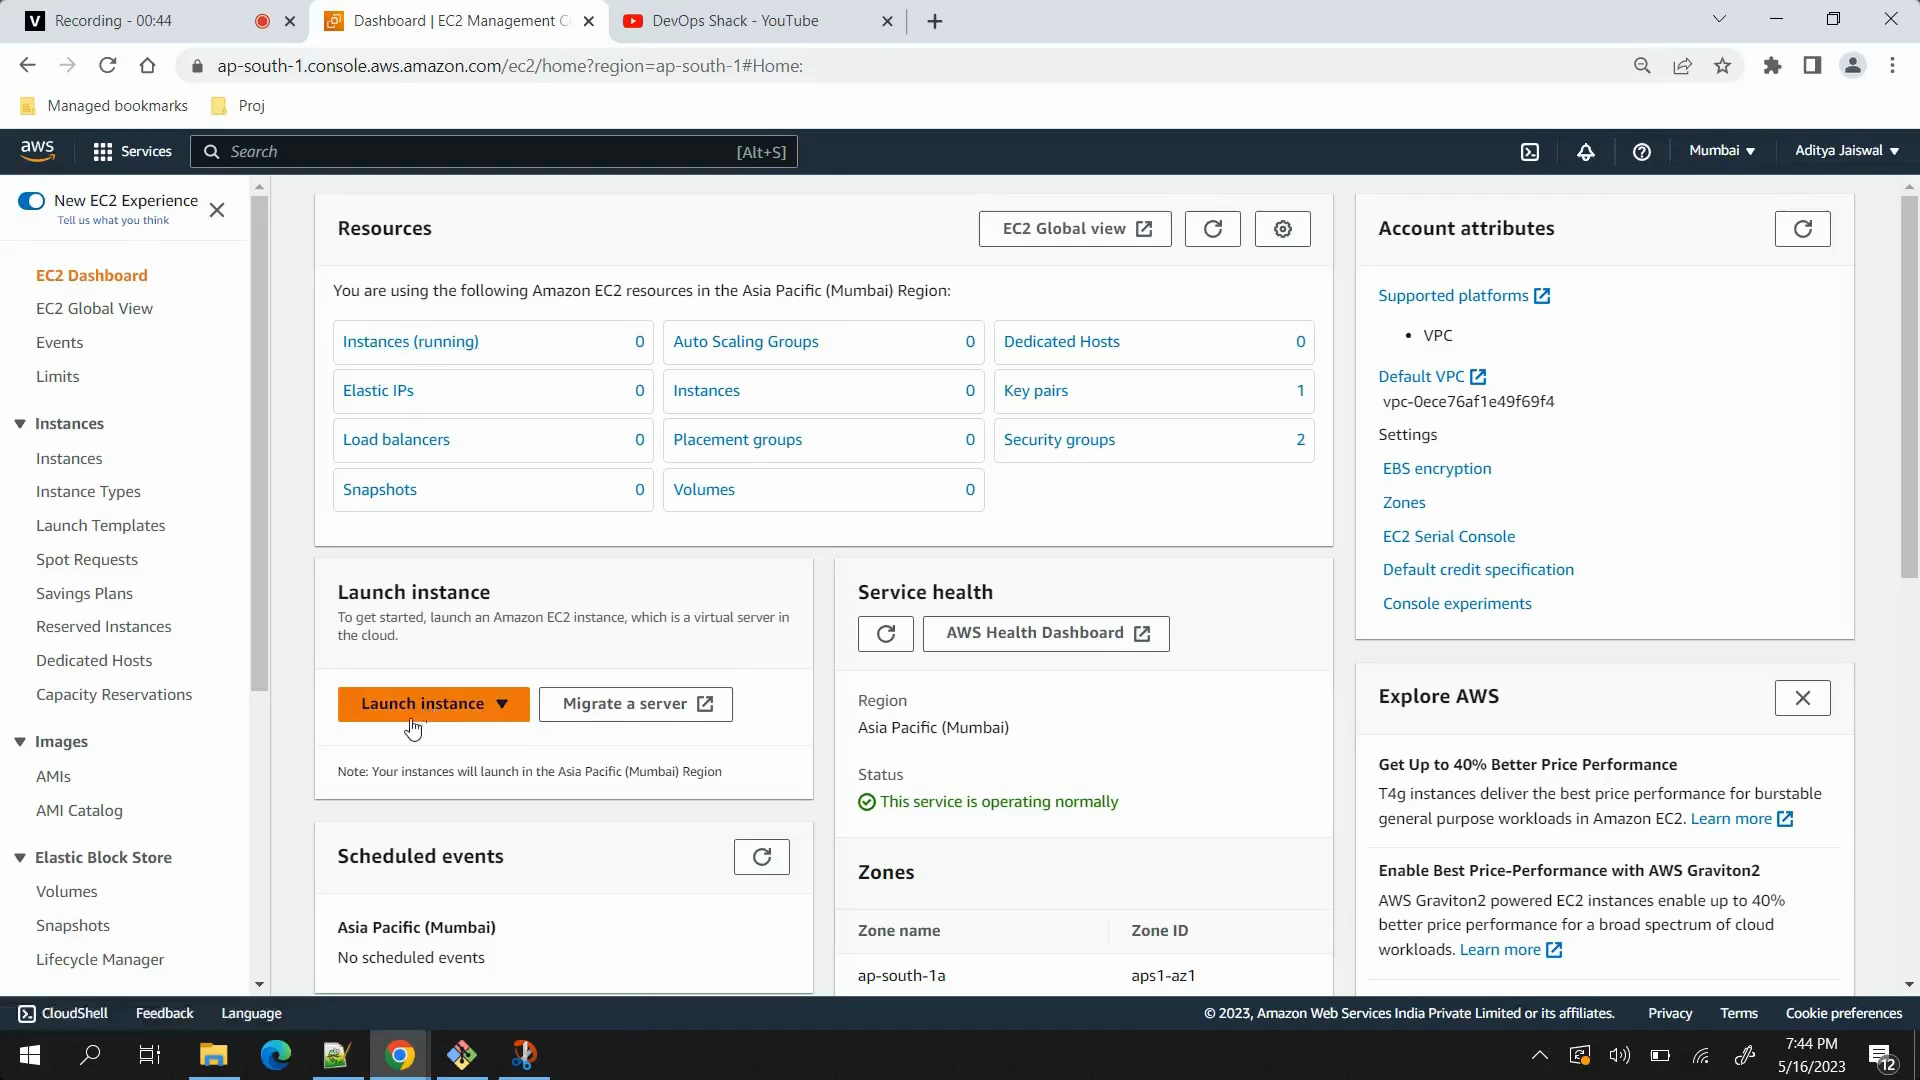 V Recording - 00:44
Dashboard | EC2 Management C
DevOps Shack - YouTube
ap-south-1.console.aws.amazon.com/ec2/home?region=ap-south-1#Home:
Managed bookmarks
Proj
aws
Services
Search
[Alt+S]
Mumbai
Aditya Jaiswal
New EC2 Experience
Tell us what you think
EC2 Dashboard
EC2 Global View
Events
Limits
Instances
Instances
Instance Types
Launch Templates
Spot Requests
Savings Plans
Reserved Instances
Dedicated Hosts
Capacity Reservations
Images
AMIs
AMI Catalog
Elastic Block Store
Volumes
Snapshots
Lifecycle Manager
Resources
EC2 Global view
You are using the following Amazon EC2 resources in the Asia Pacific (Mumbai) Region:
Instances (running) 0
Auto Scaling Groups 0
Dedicated Hosts 0
Elastic IPs 0
Instances 0
Key pairs 1
Load balancers 0
Placement groups 0
Security groups 2
Snapshots 0
Volumes 0
Launch instance
To get started, launch an Amazon EC2 instance, which is a virtual server in
the cloud.
Launch instance
Migrate a server
Note: Your instances will launch in the Asia Pacific (Mumbai) Region
Scheduled events
Asia Pacific (Mumbai)
No scheduled events
Service health
AWS Health Dashboard
Region
Asia Pacific (Mumbai)
Status
This service is operating normally
Zones
Zone name
Zone ID
ap-south-1a
aps1-az1
Account attributes
Supported platforms
• VPC
Default VPC
vpc-0ece76af1e49f69f4
Settings
EBS encryption
Zones
EC2 Serial Console
Default credit specification
Console experiments
Explore AWS
Get Up to 40% Better Price Performance
T4g instances deliver the best price performance for burstable
general purpose workloads in Amazon EC2. Learn more
Enable Best Price-Performance with AWS Graviton2
AWS Graviton2 powered EC2 instances enable up to 40%
better price performance for a broad spectrum of cloud
workloads. Learn more
CloudShell
Feedback
Language
© 2023, Amazon Web Services India Private Limited or its affiliates.
Privacy
Terms
Cookie preferences
7:44 PM
5/16/2023
12